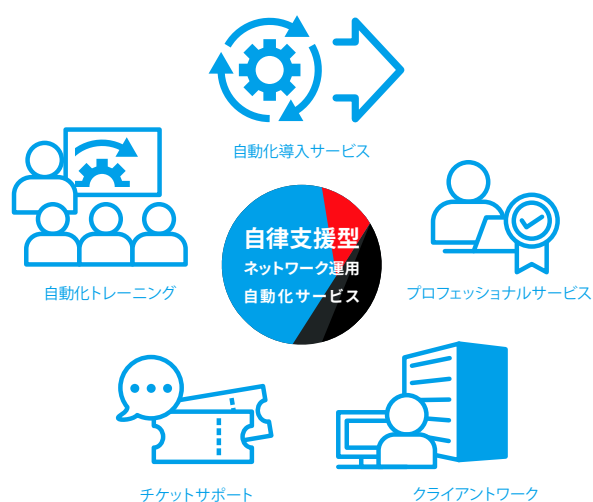 自動化導入サービス
自律支援型
ネットワーク運用
自動化サービス
自動化トレーニング
プロフェッショナルサービス
チケットサポート
クライアントワーク